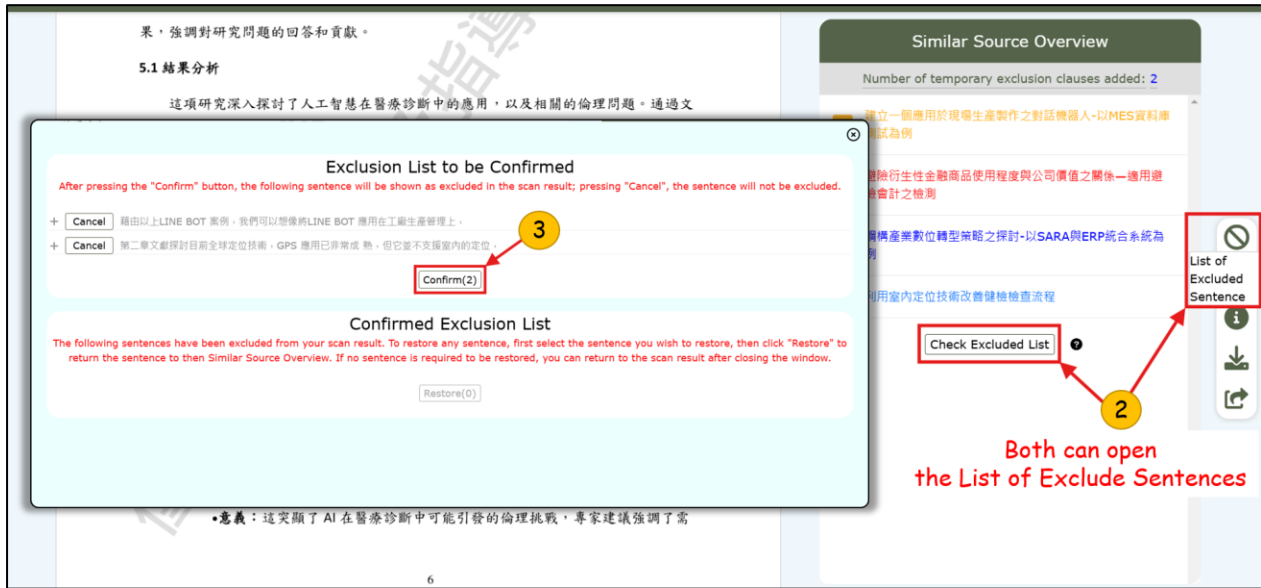 果，強調對研究問題的回答和貢獻。
5.1 結果分析
這項研究深入探討了人工智慧在醫療診斷中的應用，以及相關的倫理問題。通過文
Exclusion List to be Confirmed
After pressing the "Confirm" button, the following sentence will be shown as excluded in the scan result; pressing "Cancel", the sentence will not be excluded.
+ Cancel 藉由以上LINE BOT 案例，我們可以想像將LINE BOT 應用在工廠生產管理上，
+ Cancel 第二章文獻探討目前全球定位技術，GPS 應用已非常成 熟，但它並不支援室內的定位，
3
Confirm(2)
Confirmed Exclusion List
The following sentences have been excluded from your scan result. To restore any sentence, first select the sentence you wish to restore, then click "Restore" to
return the sentence to then Similar Source Overview. If no sentence is required to be restored, you can return to the scan result after closing the window.
Restore(0)
•意義：這突顯了 AI 在醫療診斷中可能引發的倫理挑戰，專家建議強調了需
6
Similar Source Overview
Number of temporary exclusion clauses added: 2
建立一個應用於現場生產製作之對話機器人-以MES資料庫
試為例
避險衍生性金融商品使用程度與公司價值之關係—適用避
險會計之檢測
鋼構產業數位轉型策略之探討-以SARA與ERP統合系統為
例
利用室內定位技術改善健檢檢查流程
Check Excluded List
List of
Excluded
Sentence
2
Both can open
the List of Exclude Sentences
指導